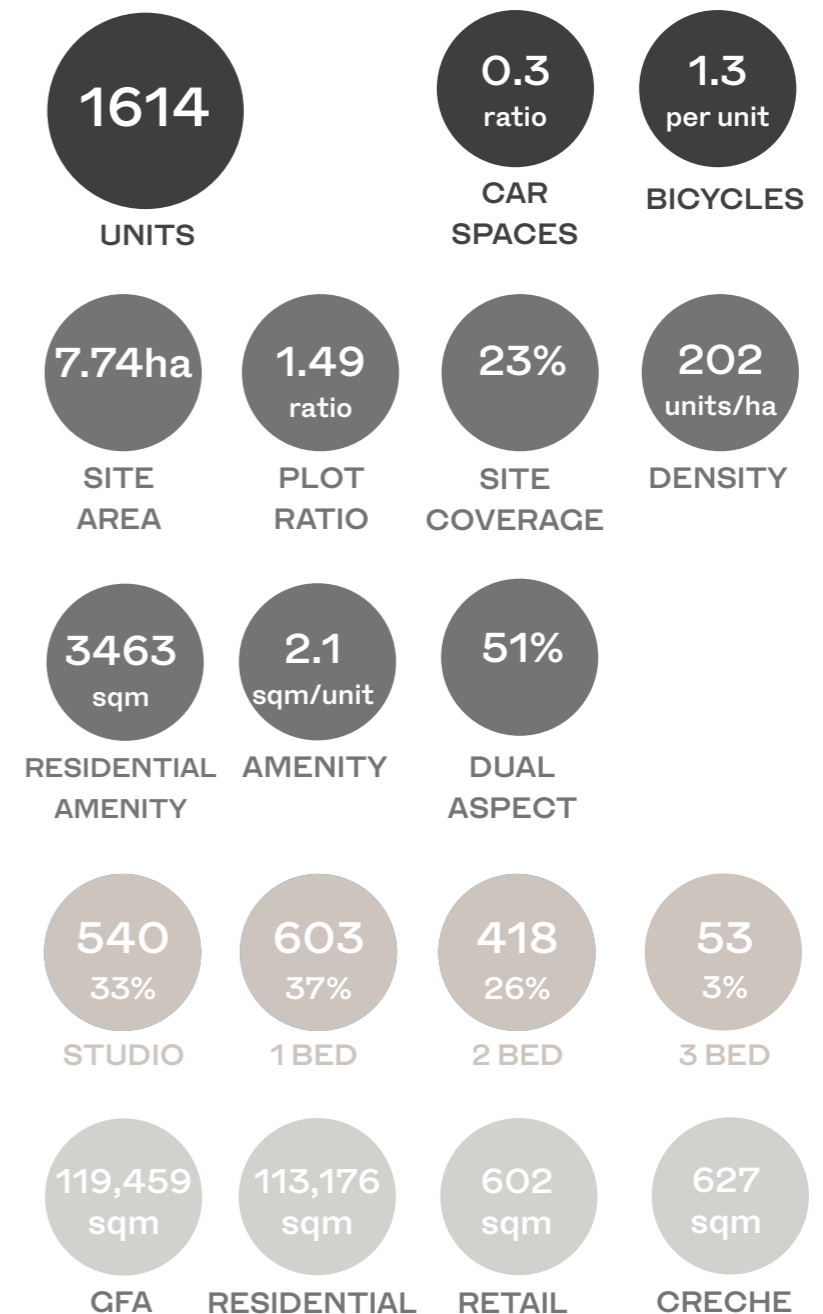 1614
UNITS
0.3
ratio
CAR
SPACES
1.3
per unit
BICYCLES
7.74ha
SITE
AREA
1.49
ratio
PLOT
RATIO
23%
SITE
COVERAGE
202
units/ha
DENSITY
3463
sqm
RESIDENTIAL
AMENITY
2.1
sqm/unit
AMENITY
51%
DUAL
ASPECT
540
33%
STUDIO
603
37%
1 BED
418
26%
2 BED
53
3%
3 BED
119,459
sqm
GFA
113,176
sqm
RESIDENTIAL
602
sqm
RETAIL
627
sqm
CRECHE